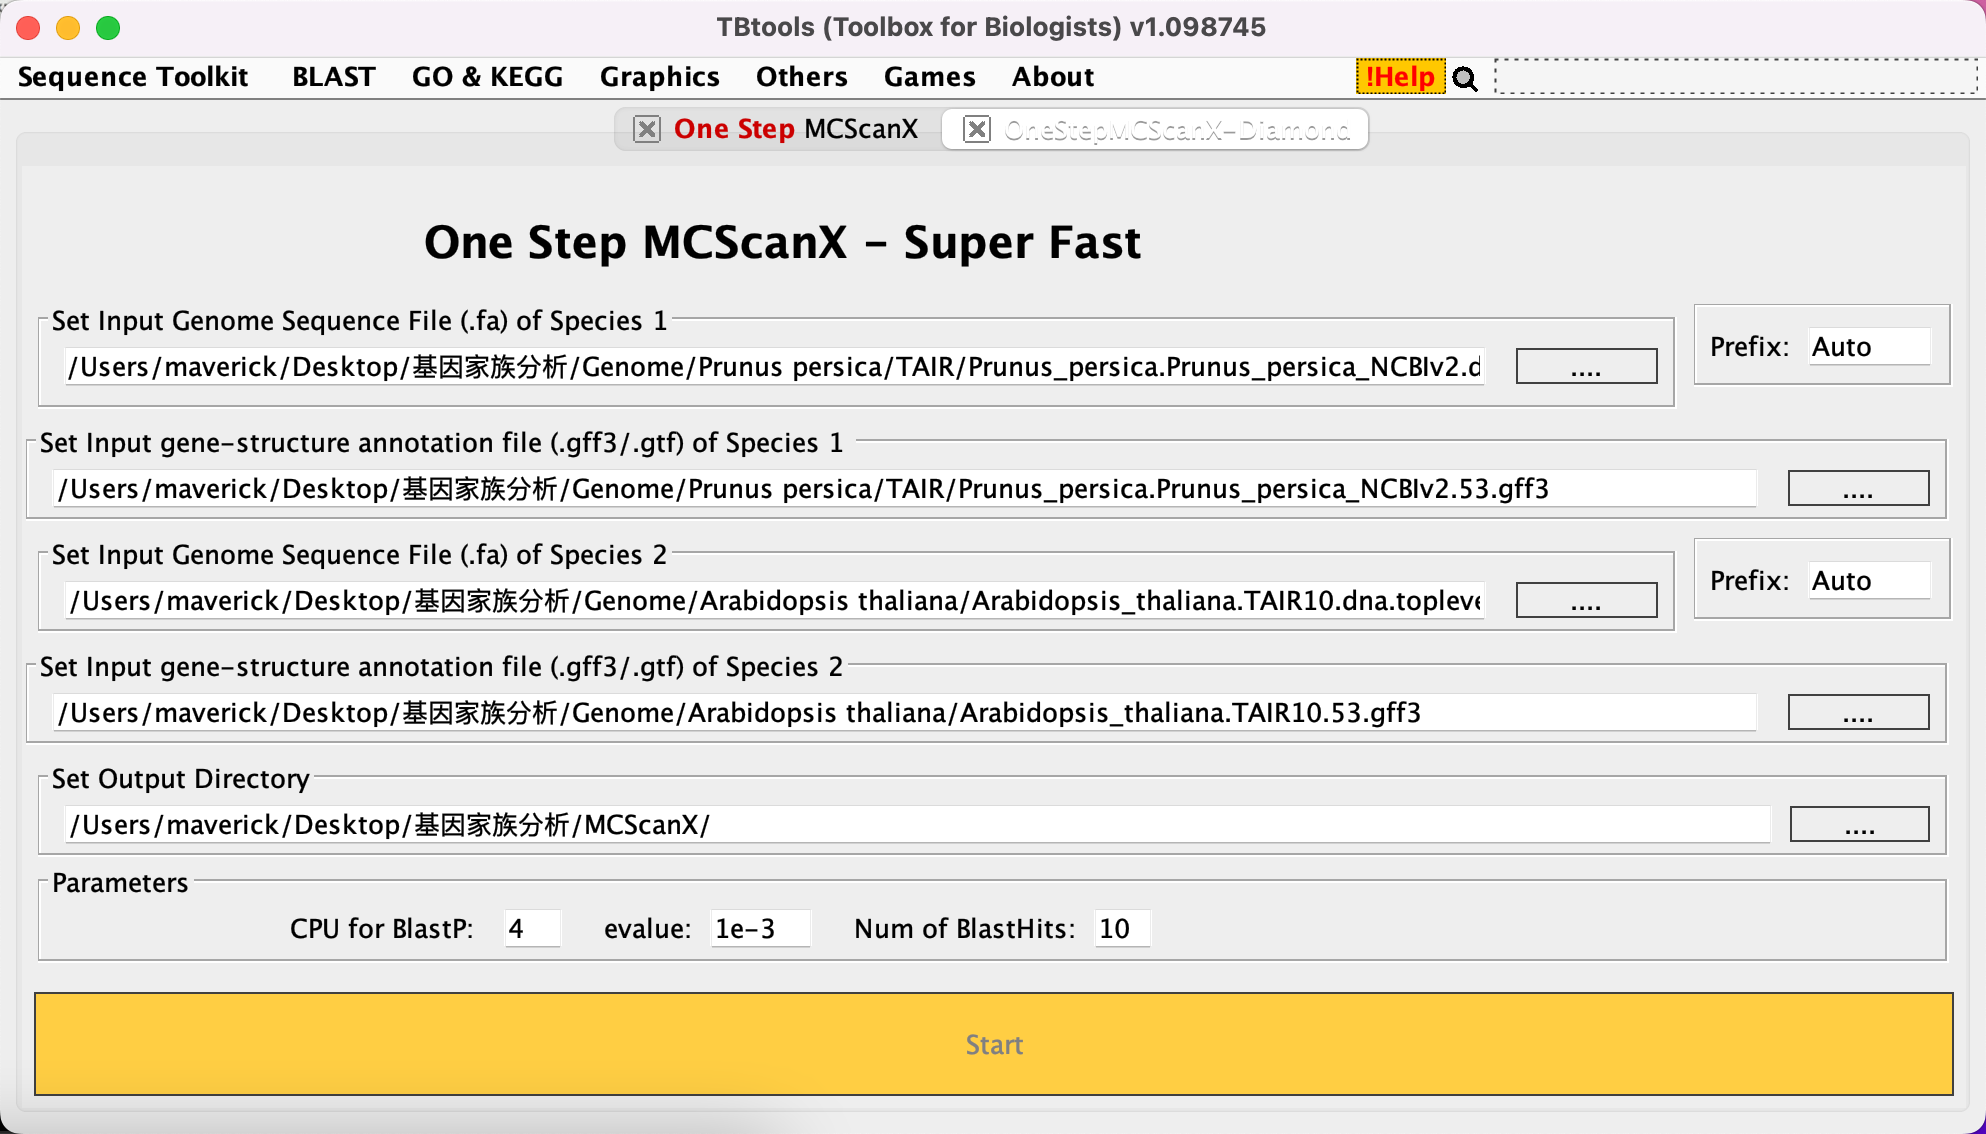 TBtools (Toolbox for Biologists) v1.098745
Sequence Toolkit BLAST GO & KEGG Graphics Others Games About !Help
One Step MCScanX OneStepMCScanX-Diamond
One Step MCScanX - Super Fast
Set Input Genome Sequence File (.fa) of Species 1
/Users/maverick/Desktop/基因家族分析/Genome/Prunus persica/TAIR/Prunus_persica.Prunus_persica_NCBIv2.d .... Prefix: Auto
Set Input gene-structure annotation file (.gff3/.gtf) of Species 1
/Users/maverick/Desktop/基因家族分析/Genome/Prunus persica/TAIR/Prunus_persica.Prunus_persica_NCBIv2.53.gff3 ....
Set Input Genome Sequence File (.fa) of Species 2
/Users/maverick/Desktop/基因家族分析/Genome/Arabidopsis thaliana/Arabidopsis_thaliana.TAIR10.dna.topleve .... Prefix: Auto
Set Input gene-structure annotation file (.gff3/.gtf) of Species 2
/Users/maverick/Desktop/基因家族分析/Genome/Arabidopsis thaliana/Arabidopsis_thaliana.TAIR10.53.gff3 ....
Set Output Directory
/Users/maverick/Desktop/基因家族分析/MCScanX/ ....
Parameters
CPU for BlastP: 4 evalue: 1e-3 Num of BlastHits: 10
Start